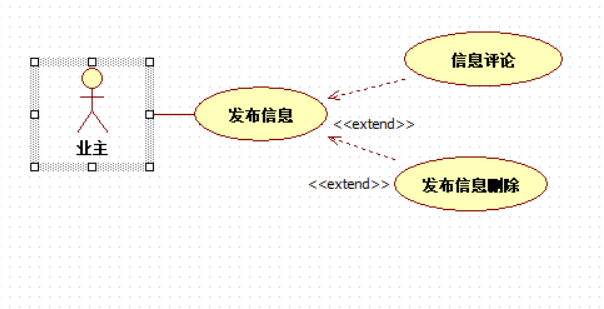 信息评论
发布信息
<<extend>>
业主
<<extend>>
发布信息删除